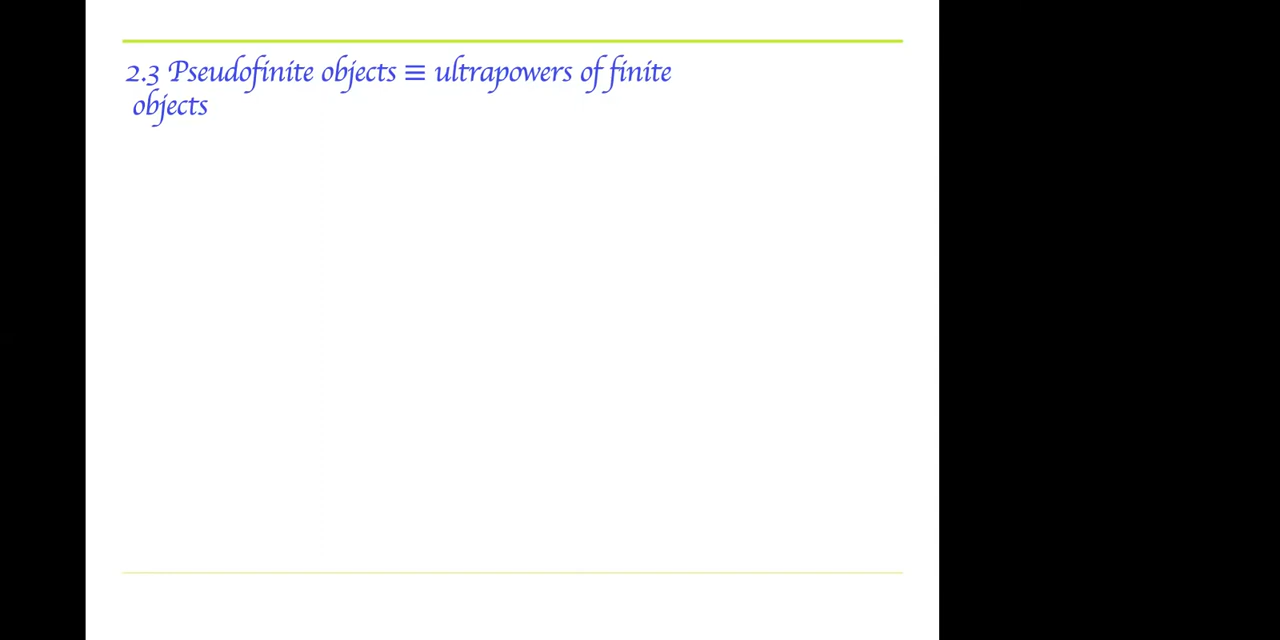 2.3 Pseudofinite objects ≡ ultrapowers of finite
objects